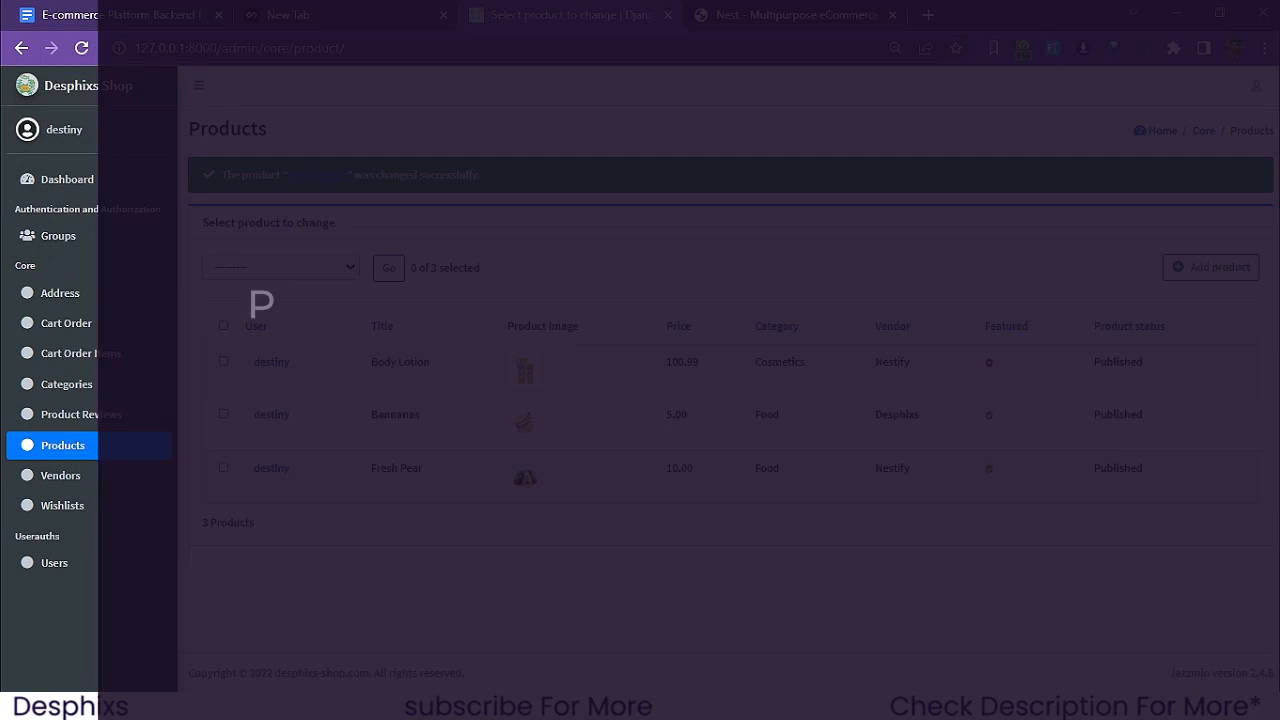 E-commerce Platform Backend |
New Tab
Select product to change | Djang
Nest - Multipurpose eCommerce
127.0.0.1:8000/admin/core/product/
Desphixs Shop
destiny
Dashboard
Authentication and Authorization
Groups
Core
Address
Cart Order
Cart Order Items
Categories
Product Reviews
Products
Vendors
Wishlists
Userauths
Users
Products
Home / Core / Products
The product "
" was changed successfully.
Select product to change
---------
Go
0 of 3 selected
Add product
P
User Title Product image Price Category Vendor Featured Product status
destiny Body Lotion 100.99 Cosmetics Nestify Published
destiny Bannanas 5.00 Food Desphixs Published
destiny Fresh Pear 10.00 Food Nestify Published
3 Products
Copyright © 2022 desphixs-shop.com. All rights reserved.
Jazzmin version 2.4.8
Desphixs
subscribe For More
Check Description For More*